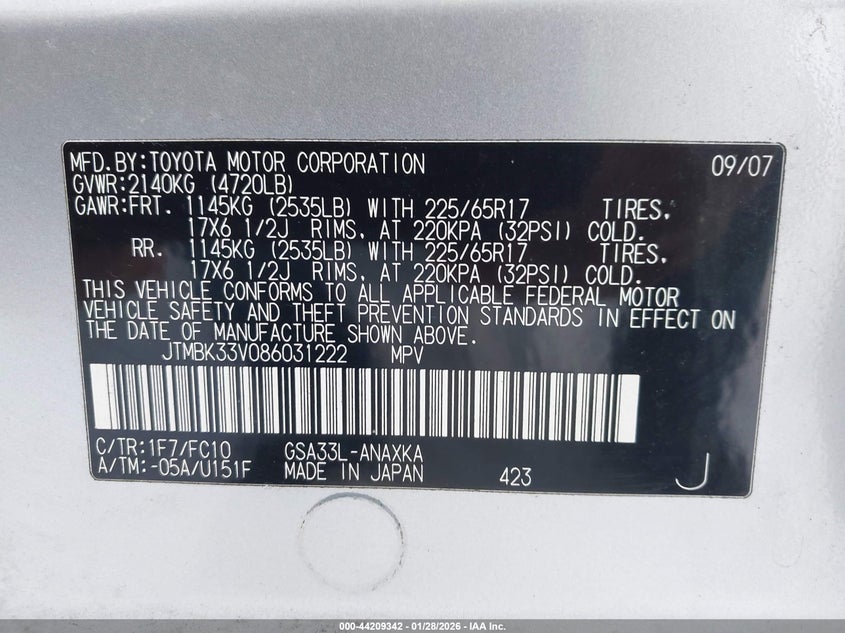 MFD.BY:TOYOTA MOTOR CORPORATION 09/07
GVWR:2140KG (4720LB)
GAWR:FRT. 1145KG (2535LB) WITH 225/65R17 TIRES,
17X6 1/2J RIMS, AT 220KPA (32PSI) COLD.
RR. 1145KG (2535LB) WITH 225/65R17 TIRES,
17X6 1/2J RIMS, AT 220KPA (32PSI) COLD.
THIS VEHICLE CONFORMS TO ALL APPLICABLE FEDERAL MOTOR
VEHICLE SAFETY AND THEFT PREVENTION STANDARDS IN EFFECT ON
THE DATE OF MANUFACTURE SHOWN ABOVE.
JTMBK33V086031222 MPV
C/TR:1F7/FC10 GSA33L-ANAXKA
A/TM:-05A/U151F MADE IN JAPAN 423 J
000-44209342 - 01/28/2026 - IAA Inc.